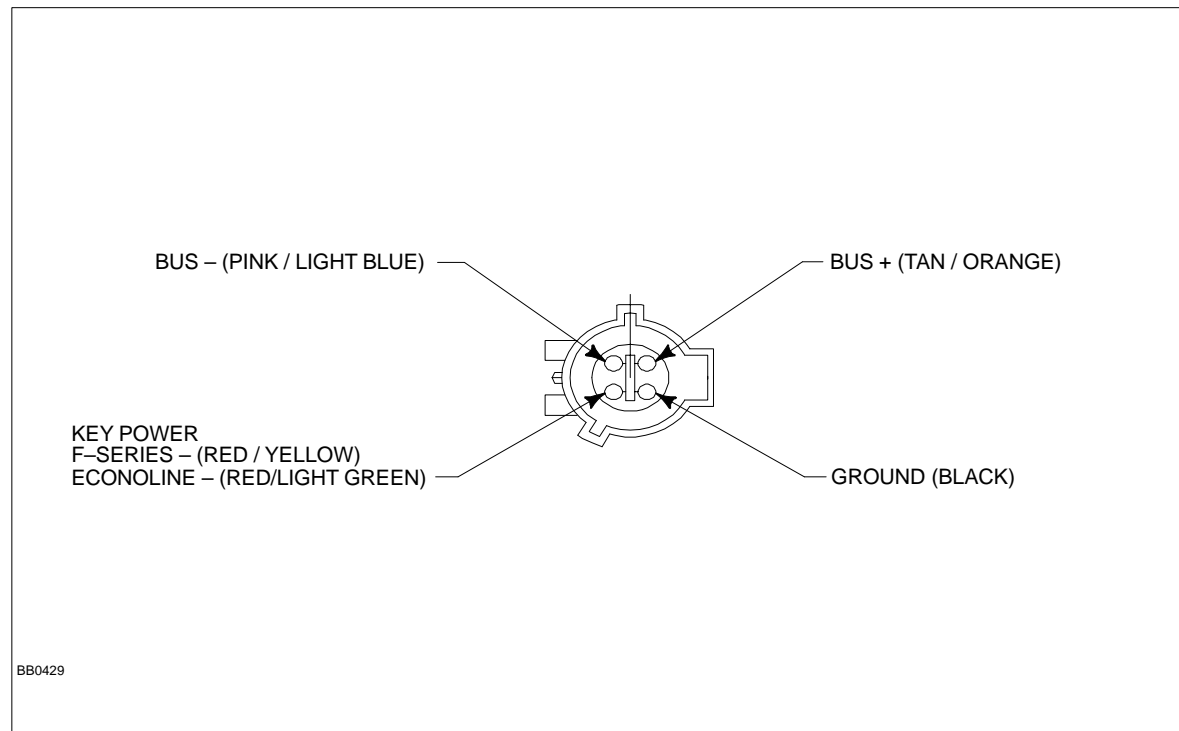 BUS – (PINK / LIGHT BLUE)
BUS + (TAN / ORANGE)
KEY POWER
F–SERIES – (RED / YELLOW)
ECONOLINE – (RED/LIGHT GREEN)
GROUND (BLACK)
BB0429